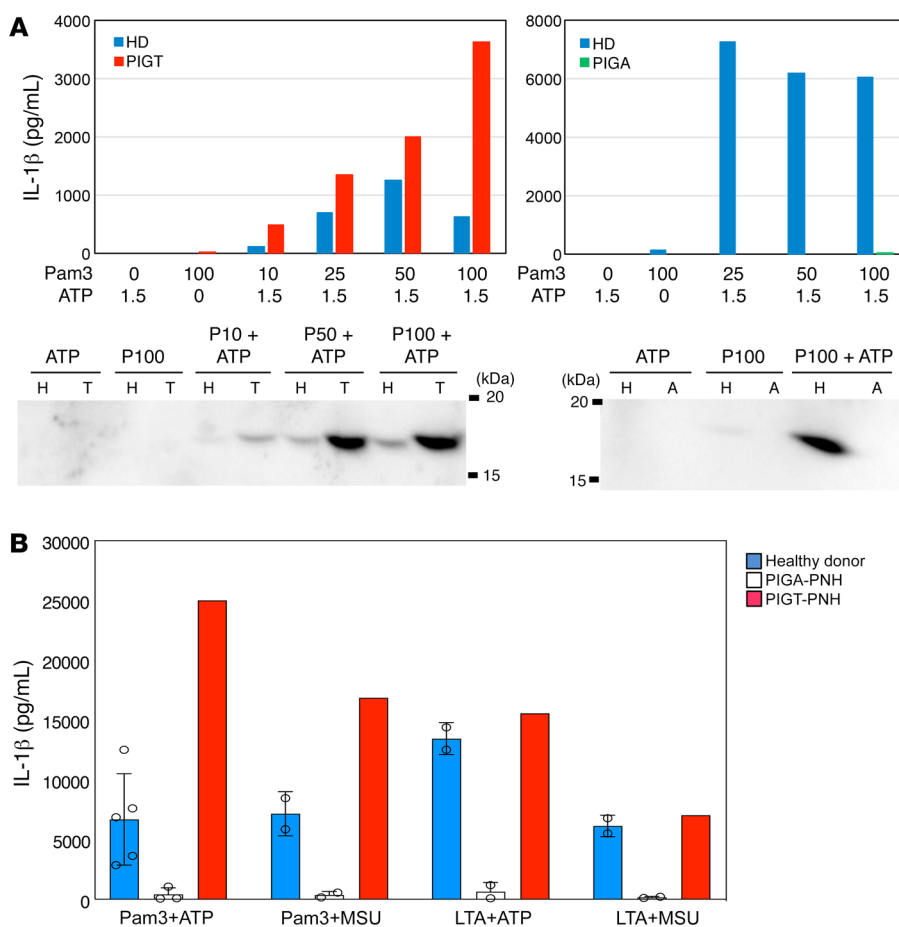 A
IL-1β (pg/mL)
4000
3000
2000
1000
0
HD
PIGT
Pam3 0 100 10 25 50 100
ATP 1.5 0 1.5 1.5 1.5 1.5
8000
6000
4000
2000
0
HD
PIGA
0 100 25 50 100
1.5 0 1.5 1.5 1.5
ATP P100 P10 + ATP P50 + ATP P100 + ATP
H T H T H T H T H T
(kDa)
20
15
ATP P100 P100 + ATP
H A H A H A
(kDa)
20
15
B
IL-1β (pg/mL)
30000
25000
20000
15000
10000
5000
0
Pam3+ATP Pam3+MSU LTA+ATP LTA+MSU
Healthy donor
PIGA-PNH
PIGT-PNH